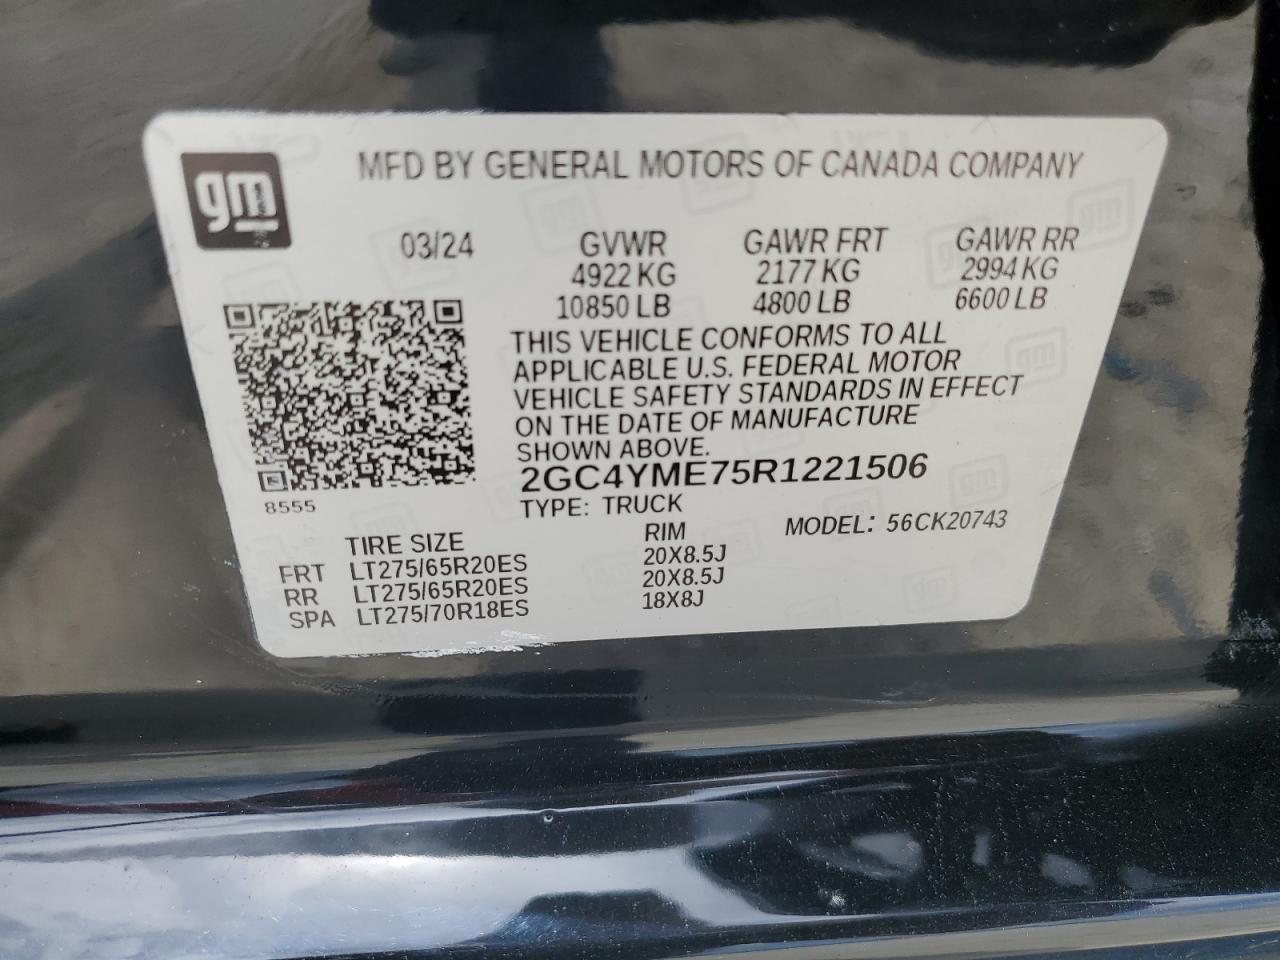 gm
MFD BY GENERAL MOTORS OF CANADA COMPANY
03/24 GVWR GAWR FRT GAWR RR
4922 KG 2177 KG 2994 KG
10850 LB 4800 LB 6600 LB
THIS VEHICLE CONFORMS TO ALL
APPLICABLE U.S. FEDERAL MOTOR
VEHICLE SAFETY STANDARDS IN EFFECT
ON THE DATE OF MANUFACTURE
SHOWN ABOVE.
2GC4YME75R1221506
8555
TYPE: TRUCK MODEL: 56CK20743
TIRE SIZE RIM
FRT LT275/65R20ES 20X8.5J
RR LT275/65R20ES 20X8.5J
SPA LT275/70R18ES 18X8J